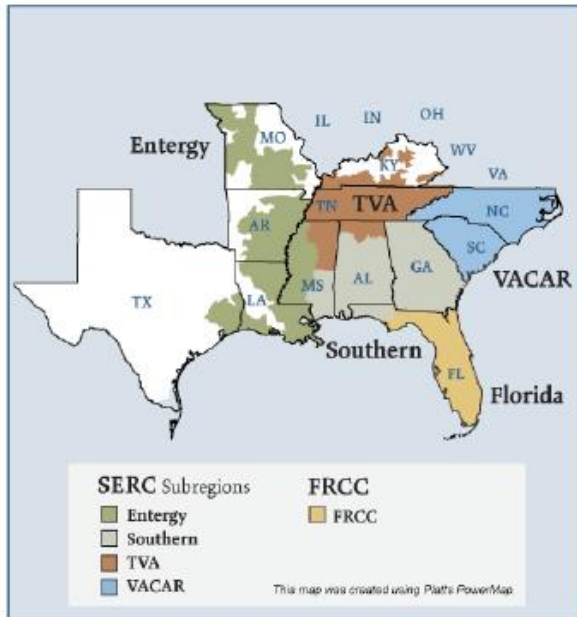 IL
IN
OH
Entergy
MO
WV
KY
VA
TN
TVA
NC
AR
SC
VACAR
MS
AL
GA
TX
LA
Southern
FL
Florida
SERC Subregions
FRCC
Entergy
FRCC
Southern
TVA
VACAR
This map was created using Platts PowerMap